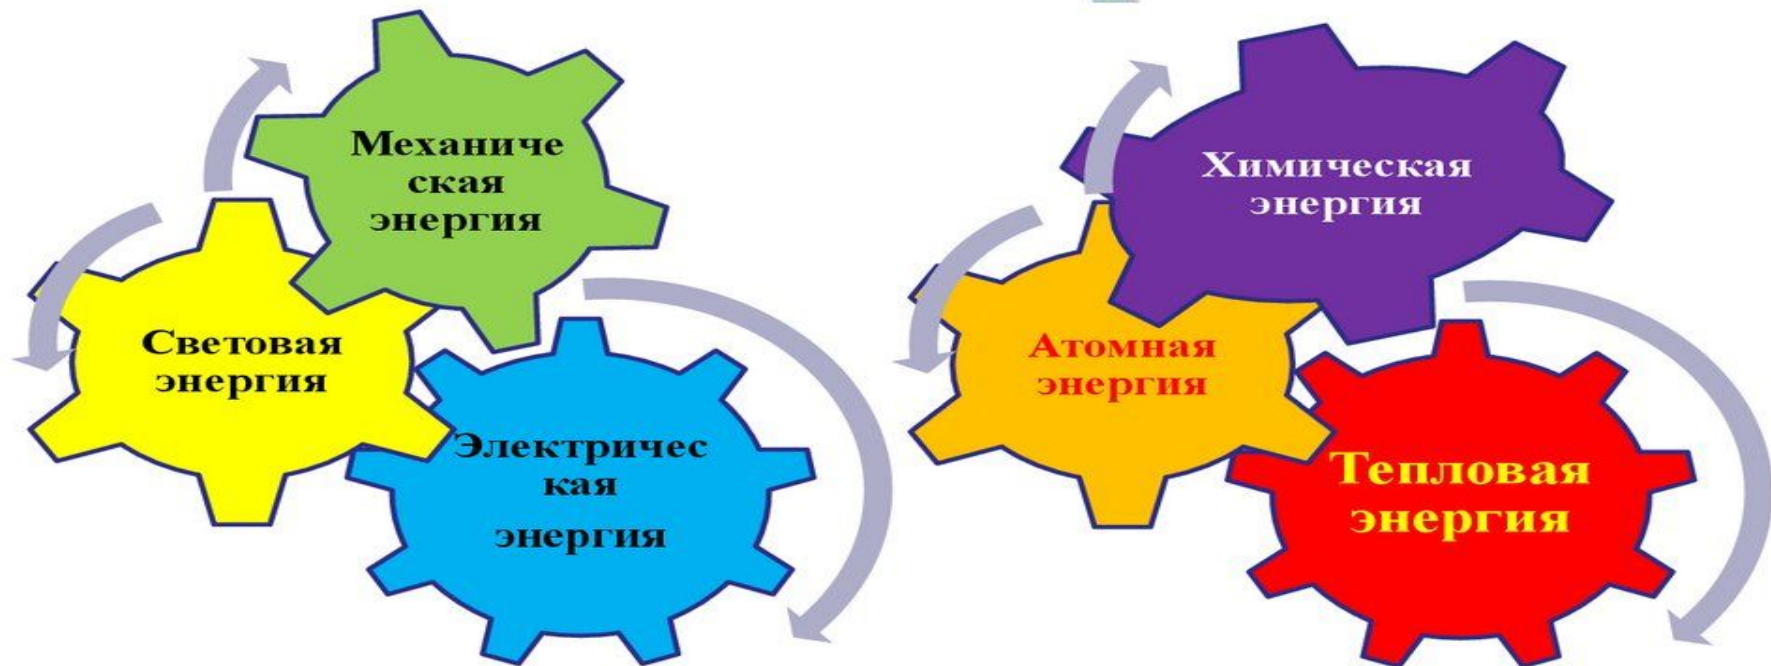 Механиче
ская
энергия
Световая
энергия
Электричес
кая
энергия
Химическая
энергия
Атомная
энергия
Тепловая
энергия